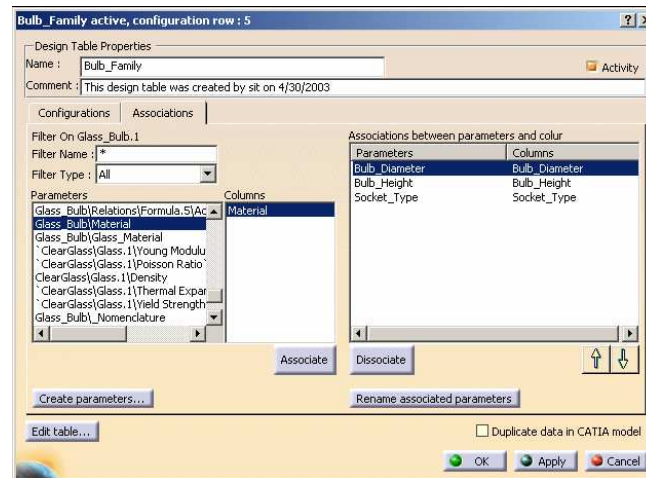 Bulb_Family active, configuration row : 5
Design Table Properties
Name : Bulb_Family
Activity
Comment : This design table was created by sit on 4/30/2003
Configurations Associations
Filter On Glass_Bulb.1
Filter Name : *
Filter Type : All
Parameters Columns
Glass_Bulb\Relations\Formula.5\Ac
Glass_Bulb\Material
Glass_Bulb\Glass_Material
`ClearGlass\Glass.1\Young Modulu
`ClearGlass\Glass.1\Poisson Ratio`
ClearGlass\Glass.1\Density
`ClearGlass\Glass.1\Thermal Expar
`ClearGlass\Glass.1\Yield Strength
Glass_Bulb\_Nomenclature
Material
Associations between parameters and colur
Parameters Columns
Bulb_Diameter Bulb_Diameter
Bulb_Height Bulb_Height
Socket_Type Socket_Type
Associate
Dissociate
Create parameters...
Rename associated parameters
Edit table...
Duplicate data in CATIA model
OK Apply Cancel